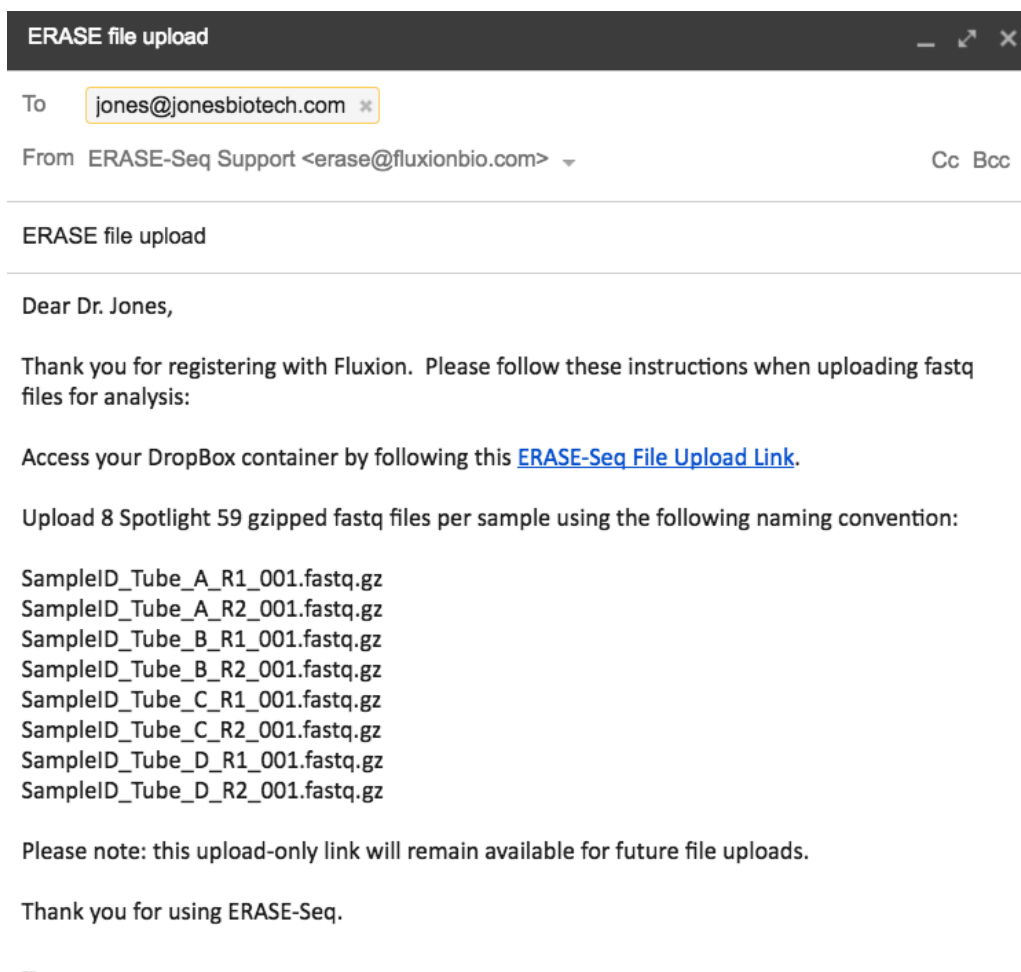 ERASE file upload
To jones@jonesbiotech.com ×
From ERASE-Seq Support <erase@fluxionbio.com> Cc Bcc
ERASE file upload
Dear Dr. Jones,
Thank you for registering with Fluxion. Please follow these instructions when uploading fastq
files for analysis:
Access your DropBox container by following this ERASE-Seq File Upload Link.
Upload 8 Spotlight 59 gzipped fastq files per sample using the following naming convention:
SampleID_Tube_A_R1_001.fastq.gz
SampleID_Tube_A_R2_001.fastq.gz
SampleID_Tube_B_R1_001.fastq.gz
SampleID_Tube_B_R2_001.fastq.gz
SampleID_Tube_C_R1_001.fastq.gz
SampleID_Tube_C_R2_001.fastq.gz
SampleID_Tube_D_R1_001.fastq.gz
SampleID_Tube_D_R2_001.fastq.gz
Please note: this upload-only link will remain available for future file uploads.
Thank you for using ERASE-Seq.